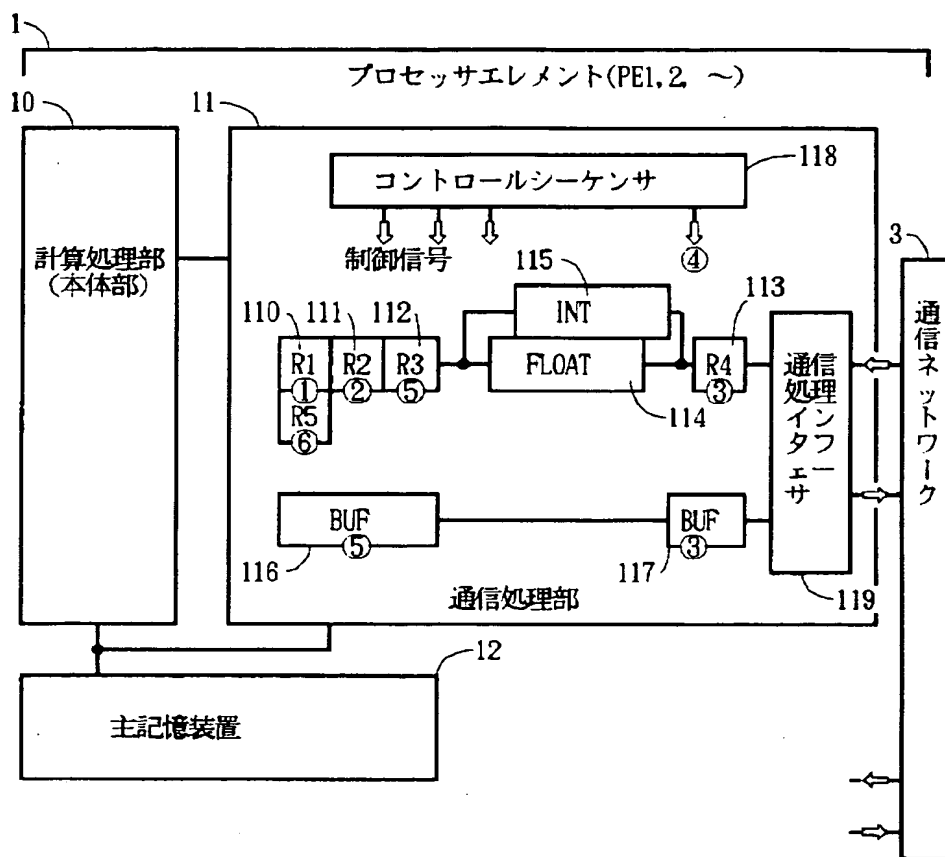 1
プロセッサエレメント(PE1,2, ～)
10
11
コントロールシーケンサ
118
制御信号
④
3
計算処理部
(本体部)
115
INT
110
111
112
113
R1
R2
R3
FLOAT
R4
①
②
⑤
③
114
R5
⑥
通信処理インターフェサ
通信ネットワーク
BUF
⑤
BUF
③
116
117
119
通信処理部
12
主記憶装置